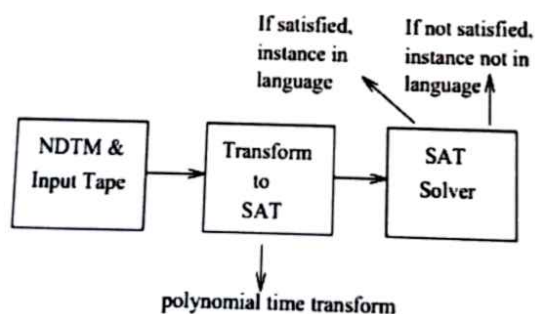 If satisfied,
instance in
language
If not satisfied,
instance not in
language
NDTM &
Input Tape
Transform
to
SAT
SAT
Solver
polynomial time transform